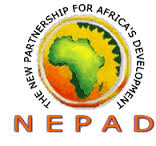 THE NEW PARTNERSHIP FOR AFRICA'S DEVELOPMENT
NEPAD